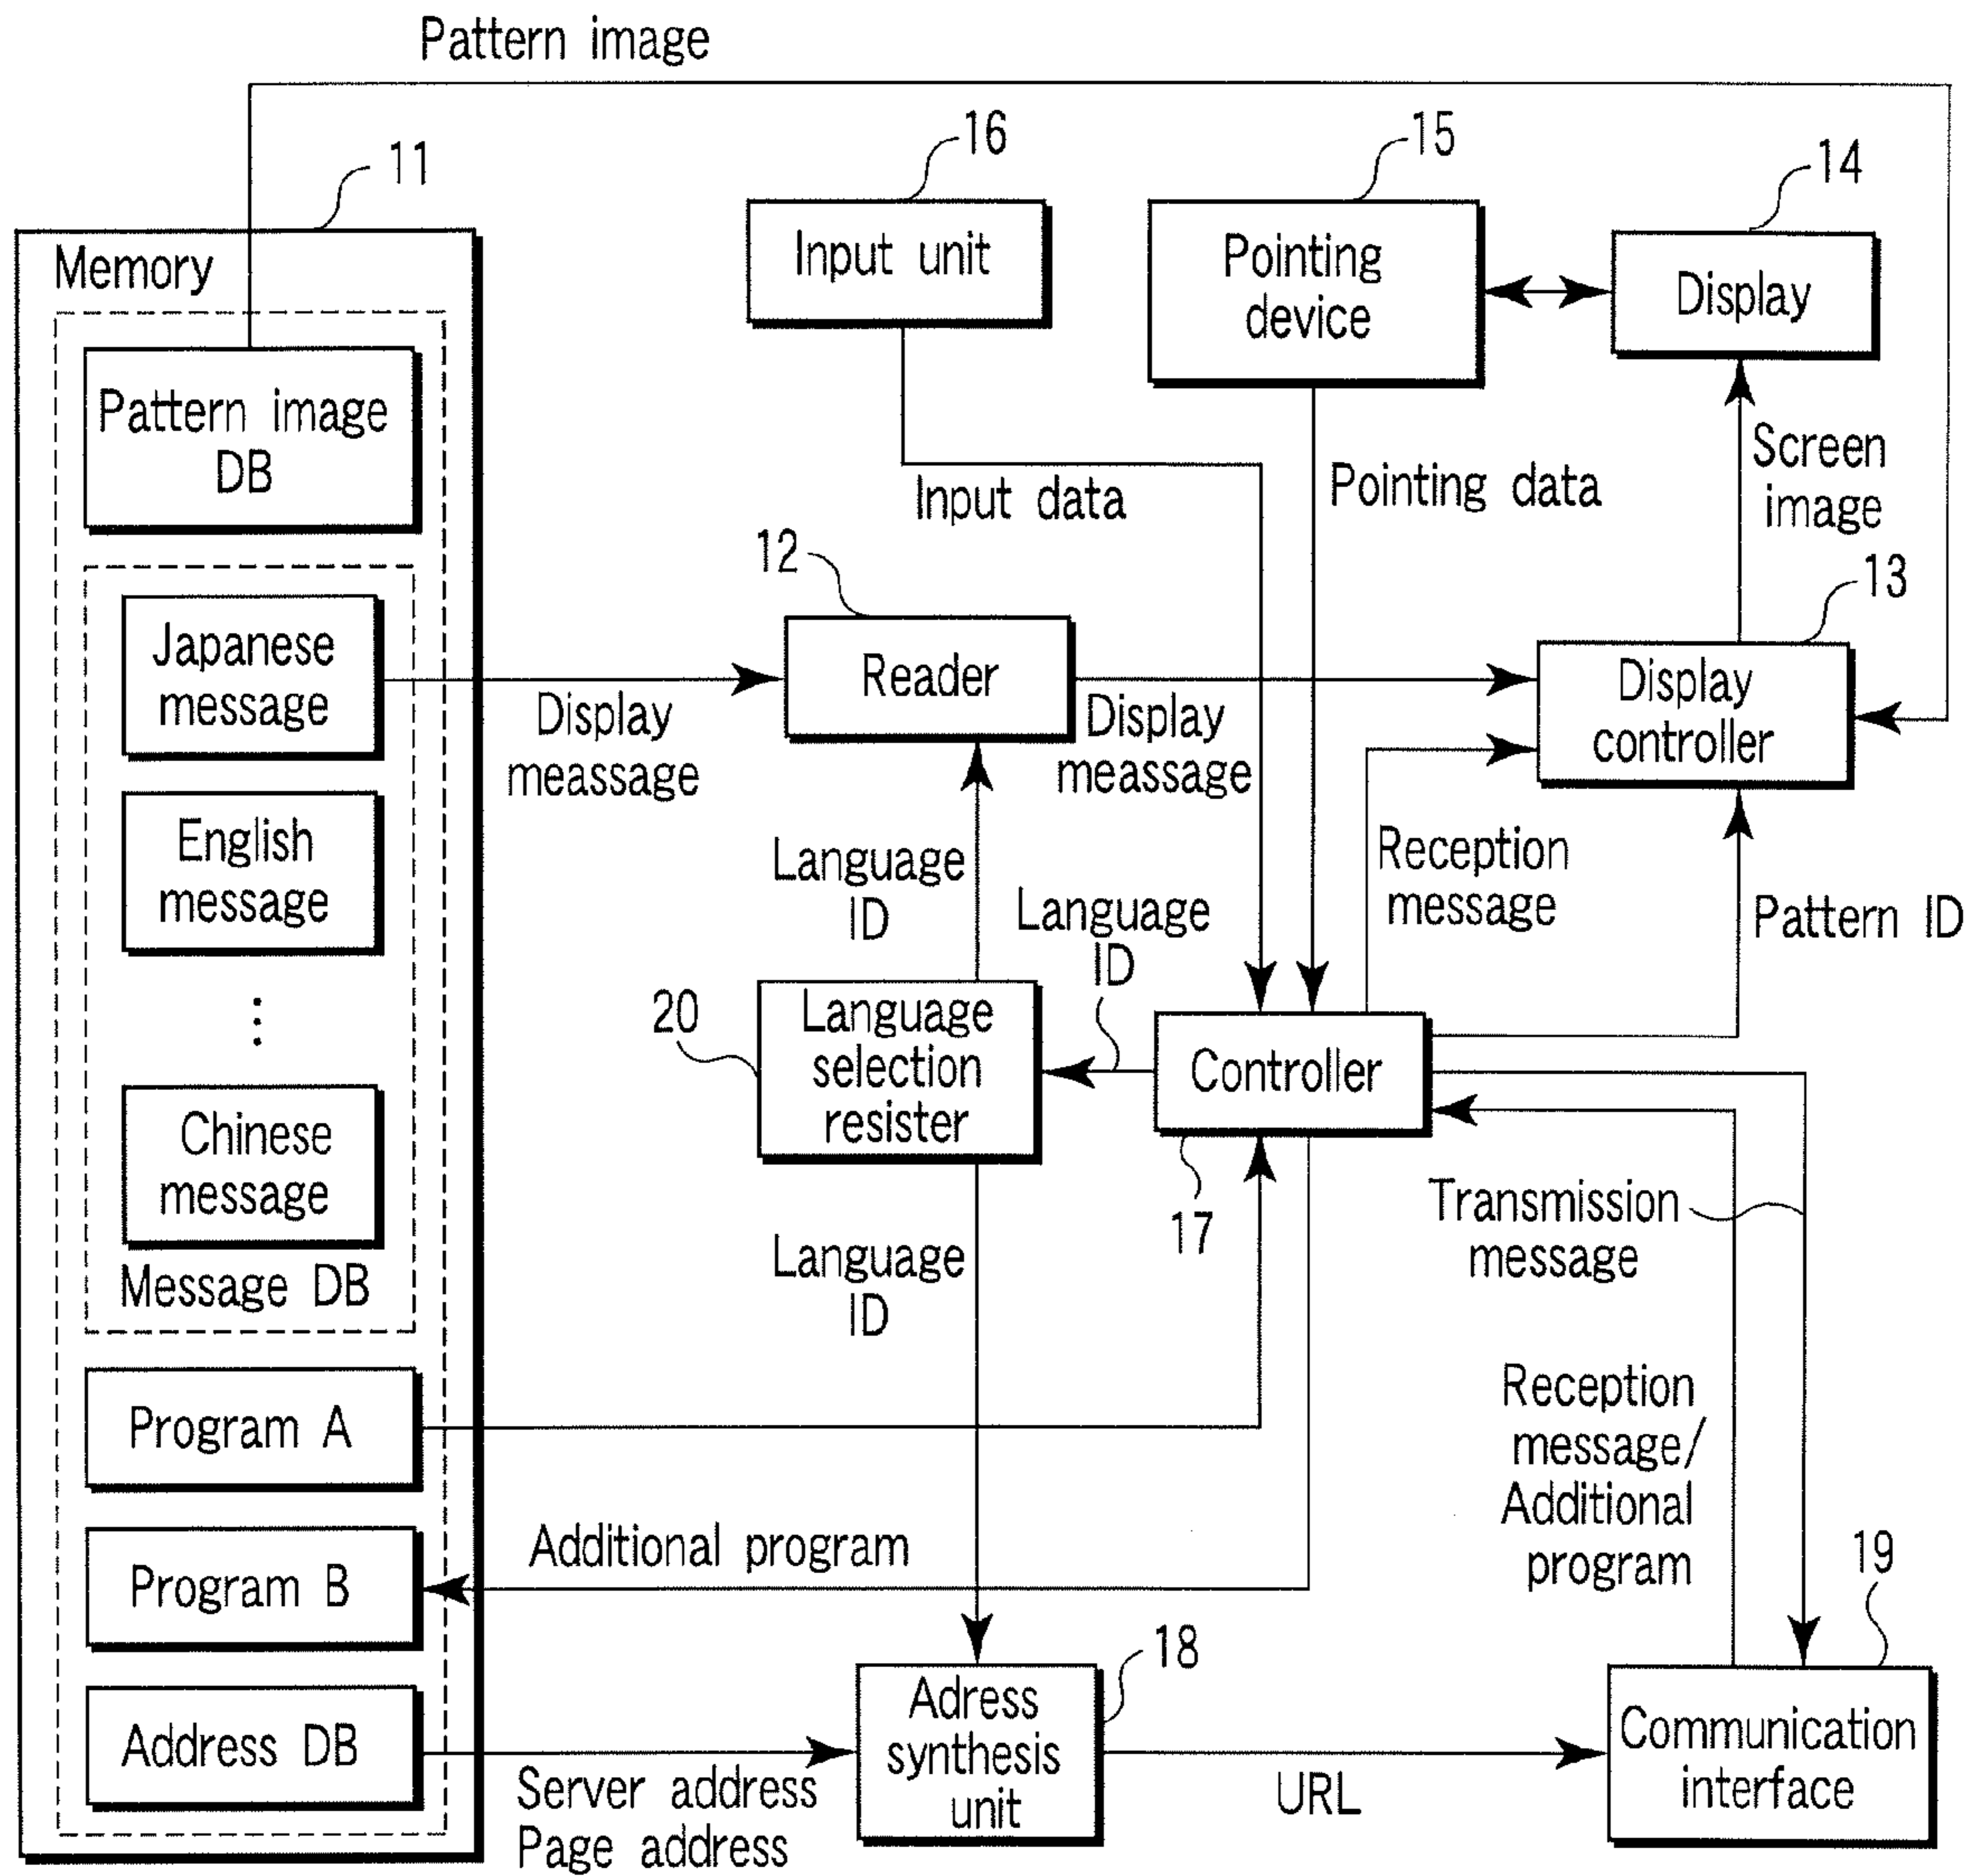 Pattern image
11
16
15
14
Memory
Input unit
Pointing
device
Display
Pattern image
DB
Input data
Pointing data
Screen
image
12
13
Japanese
message
Reader
Display
controller
Display
meassage
Display
meassage
English
message
Language
ID
Language
ID
Reception
message
Pattern ID
20
Language
selection
resister
Controller
Chinese
message
17
Transmission
message
Message DB
Language
ID
Program A
Reception
message/
Additional
program
Program B
Additional program
19
18
Address DB
Server address
Page address
Adress
synthesis
unit
URL
Communication
interface